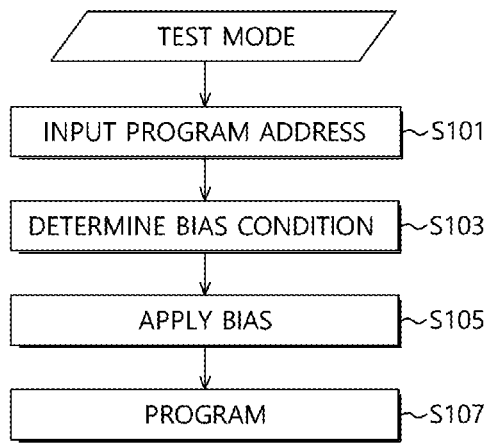 TEST MODE
INPUT PROGRAM ADDRESS S101
DETERMINE BIAS CONDITION S103
APPLY BIAS S105
PROGRAM S107